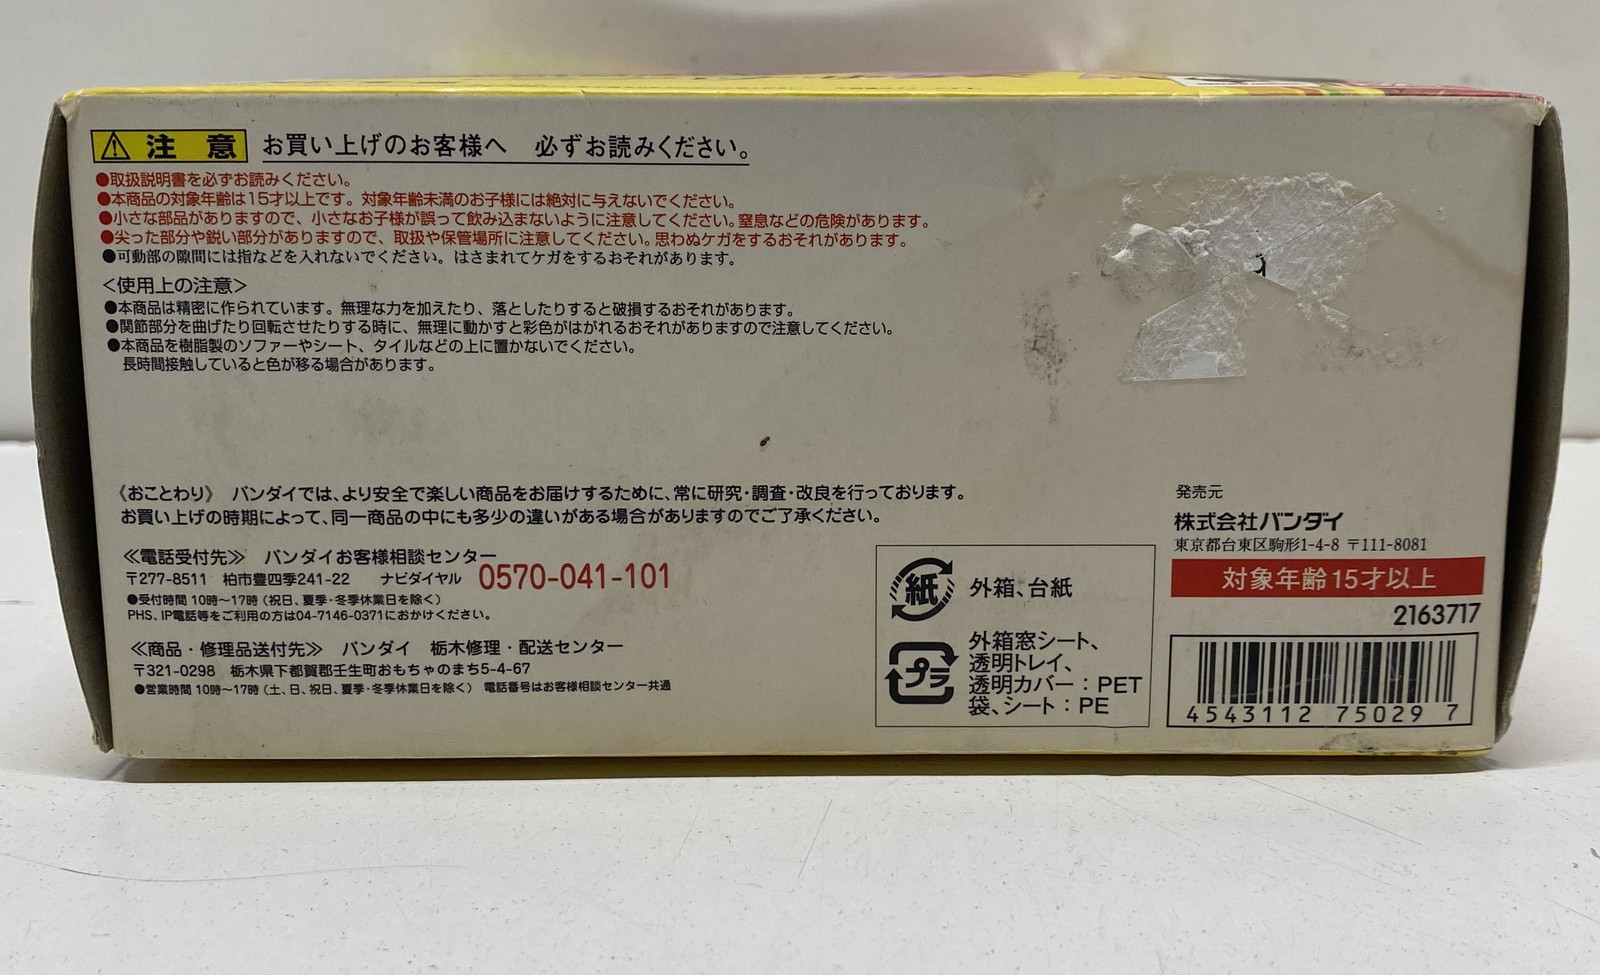 注意 お買い上げのお客様へ 必ずお読みください。
●取扱説明書を必ずお読みください。
●本商品の対象年齢は15才以上です。対象年齢未満のお子様には絶対に与えないでください。
●小さな部品がありますので、小さなお子様が誤って飲み込まないように注意してください。窒息などの危険があります。
●尖った部分や鋭い部分がありますので、取扱や保管場所に注意してください。思わぬケガをするおそれがあります。
●可動部の隙間には指などを入れないでください。はさまれてケガをするおそれがあります。
<使用上の注意>
●本商品は精密に作られています。無理な力を加えたり、落としたりすると破損するおそれがあります。
●関節部分を曲げたり回転させたりする時に、無理に動かすと彩色がはがれるおそれがありますので注意してください。
●本商品を樹脂製のソファーやシート、タイルなどの上に置かないでください。
長時間接触していると色が移る場合があります。
《おことわり》 バンダイでは、より安全で楽しい商品をお届けするために、常に研究・調査・改良を行っております。
お買い上げの時期によって、同一商品の中にも多少の違いがある場合がありますのでご了承ください。
≪電話受付先≫ バンダイお客様相談センター
〒277-8511 柏市豊四季241-22 ナビダイヤル 0570-041-101
●受付時間 10時~17時（祝日、夏季・冬季休業日を除く）
PHS、IP電話等をご利用の方は04-7146-0371におかけください。
≪商品・修理品送付先≫ バンダイ 栃木修理・配送センター
〒321-0298 栃木県下都賀郡壬生町おもちゃのまち5-4-67
●営業時間 10時~17時（土、日、祝日、夏季・冬季休業日を除く） 電話番号はお客様相談センター共通
紙 外箱、台紙
プラ
外箱窓シート、
透明トレイ、
透明カバー：PET
袋、シート：PE
発売元
株式会社バンダイ
東京都台東区駒形1-4-8 〒111-8081
対象年齢15才以上
2163717
4543112 75029 7